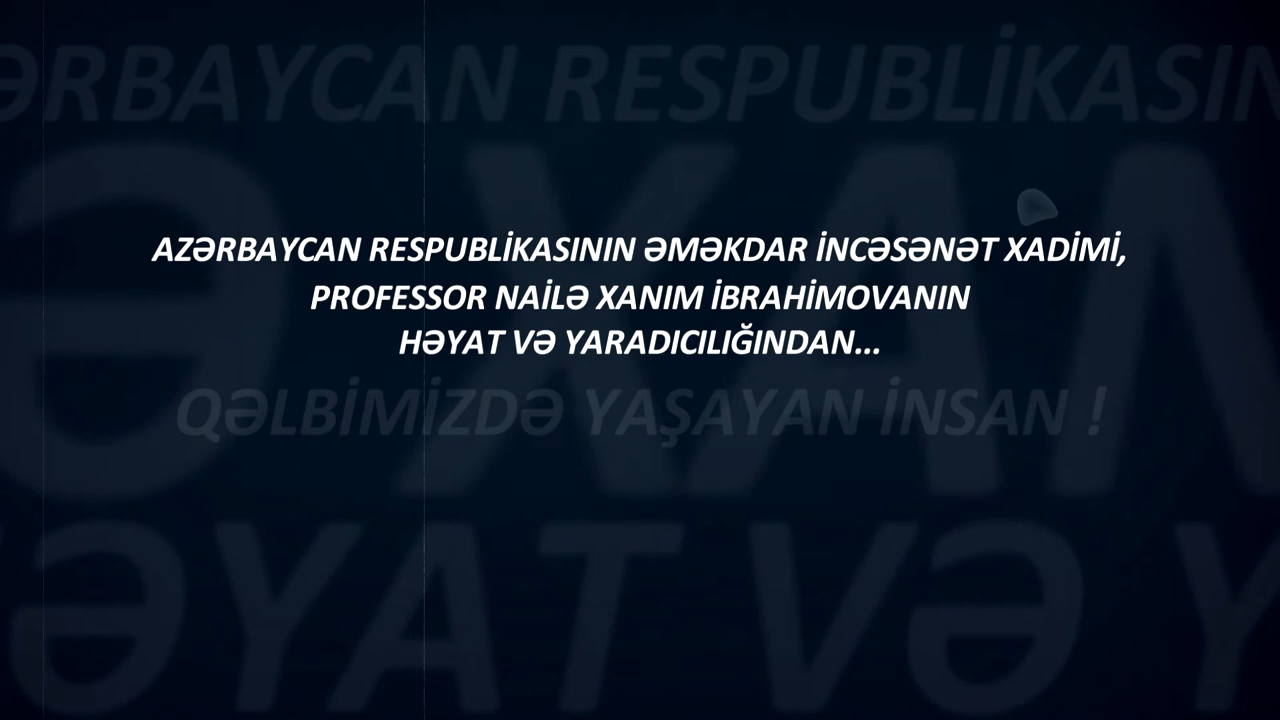 ƏRBAYCAN RESPUBLİKASIN
AZƏRBAYCAN RESPUBLİKASININ ƏMƏKDAR İNCƏSƏNƏT XADİMİ,
PROFESSOR NAİLƏ XANIM İBRAHİMOVANIN
HƏYAT VƏ YARADICILIĞINDAN...
QƏLBİMİZDƏ YAŞAYAN İNSAN !
Ə XAN
ƏYAT VƏ Y